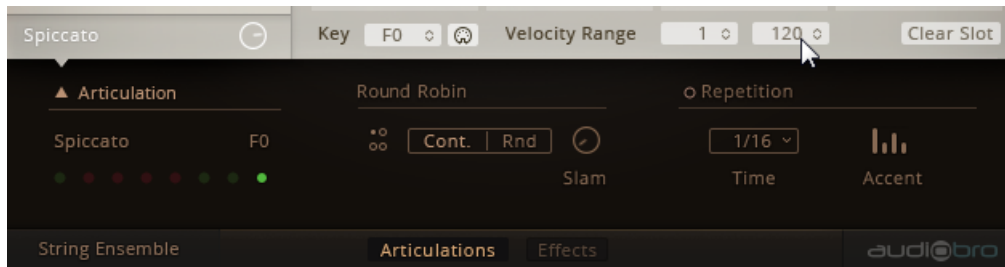 Spiccato Key F0 Velocity Range 1 120 Clear Slot
Articulation Round Robin Repetition
Spiccato F0 Cont. Rnd 1/16
Slam Time Accent
String Ensemble Articulations Effects audiobro